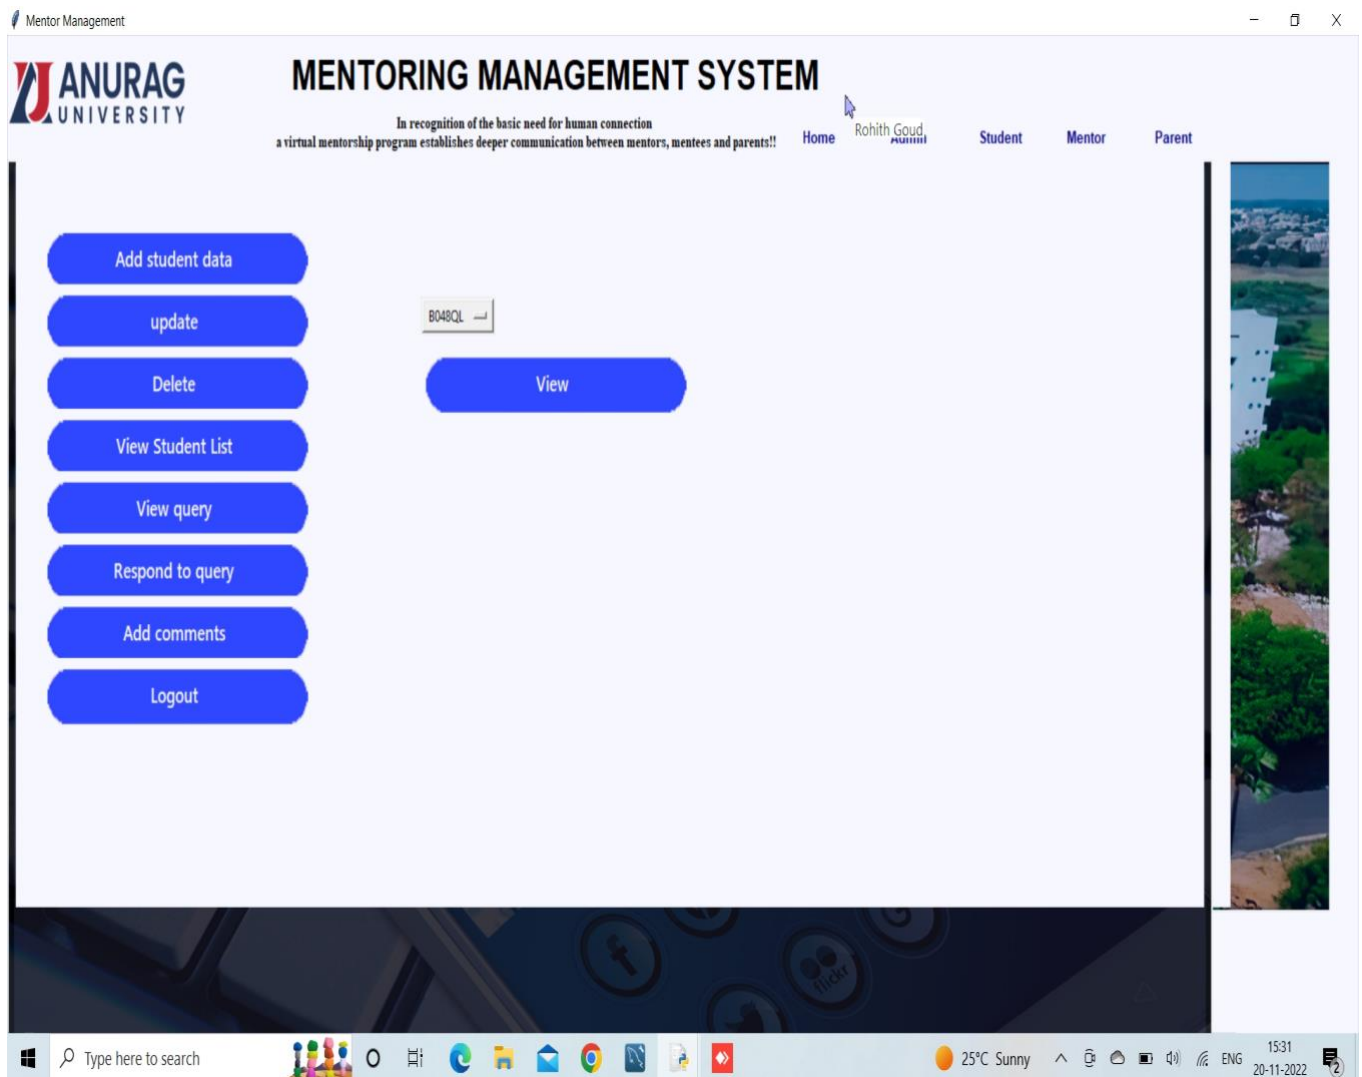 Mentor Management
ANURAG
UNIVERSITY
MENTORING MANAGEMENT SYSTEM
In recognition of the basic need for human connection
a virtual mentorship program establishes deeper communication between mentors, mentees and parents!!
Home
Rohith Goud
Admin
Student
Mentor
Parent
Add student data
update
Delete
View Student List
View query
Respond to query
Add comments
Logout
B048QL
View
flickr
Type here to search
25°C Sunny
ENG
15:31
20-11-2022
2